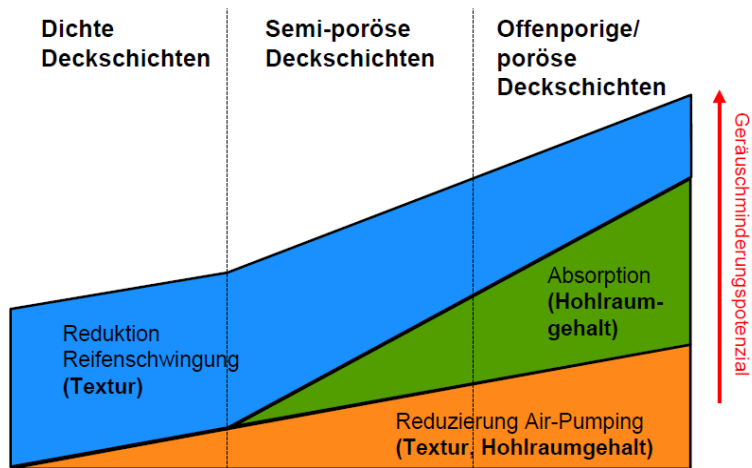 Dichte
Deckschichten
Semi-poröse
Deckschichten
Offenporige/
poröse
Deckschichten
Geräuschminderungspotenzial
Absorption
(Hohlraum-
gehalt)
Reduktion
Reifenschwingung
(Textur)
Reduzierung Air-Pumping
(Textur, Hohlraumgehalt)